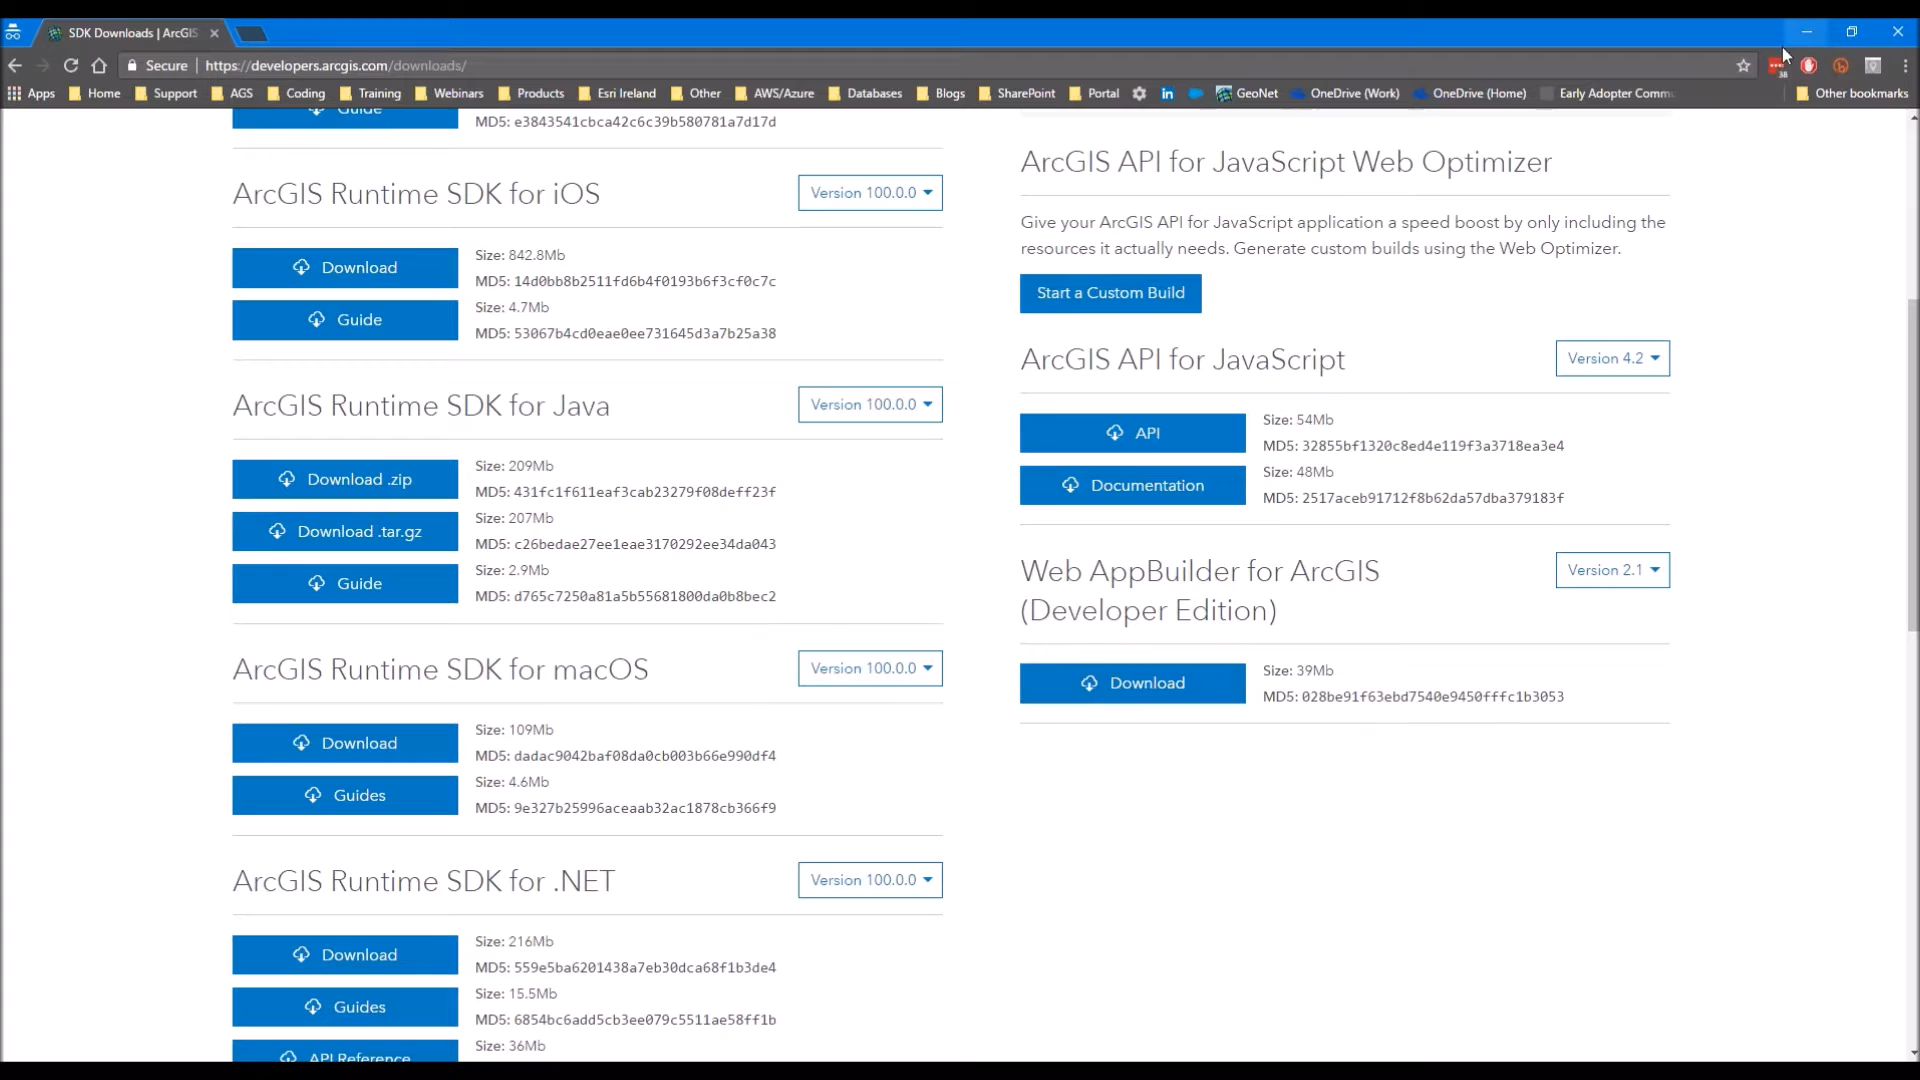 SDK Downloads | ArcGIS
Secure https://developers.arcgis.com/downloads/
38
Apps Home Support AGS Coding Training Webinars Products Esri Ireland Other AWS/Azure Databases Blogs SharePoint Portal GeoNet OneDrive (Work) OneDrive (Home) Early Adopter Commu Other bookmarks
Guide
MD5: e3843541cbca42c6c39b580781a7d17d
ArcGIS Runtime SDK for iOS
Version 100.0.0
Download
Size: 842.8Mb
MD5: 14d0bb8b2511fd6b4f0193b6f3cf0c7c
Guide
Size: 4.7Mb
MD5: 53067b4cd0eae0ee731645d3a7b25a38
ArcGIS Runtime SDK for Java
Version 100.0.0
Download .zip
Size: 209Mb
MD5: 431fc1f611eaf3cab23279f08deff23f
Download .tar.gz
Size: 207Mb
MD5: c26bedae27ee1eae3170292ee34da043
Guide
Size: 2.9Mb
MD5: d765c7250a81a5b55681800da0b8bec2
ArcGIS Runtime SDK for macOS
Version 100.0.0
Download
Size: 109Mb
MD5: dadac9042baf08da0cb003b66e990df4
Guides
Size: 4.6Mb
MD5: 9e327b25996aceaab32ac1878cb366f9
ArcGIS Runtime SDK for .NET
Version 100.0.0
Download
Size: 216Mb
MD5: 559e5ba6201438a7eb30dca68f1b3de4
Guides
Size: 15.5Mb
MD5: 6854bc6add5cb3ee079c5511ae58ff1b
API Reference
Size: 36Mb
ArcGIS API for JavaScript Web Optimizer
Give your ArcGIS API for JavaScript application a speed boost by only including the
resources it actually needs. Generate custom builds using the Web Optimizer.
Start a Custom Build
ArcGIS API for JavaScript
Version 4.2
API
Size: 54Mb
MD5: 32855bf1320c8ed4e119f3a3718ea3e4
Documentation
Size: 48Mb
MD5: 2517aceb91712f8b62da57dba379183f
Web AppBuilder for ArcGIS
(Developer Edition)
Version 2.1
Download
Size: 39Mb
MD5: 028be91f63ebd7540e9450fffc1b3053